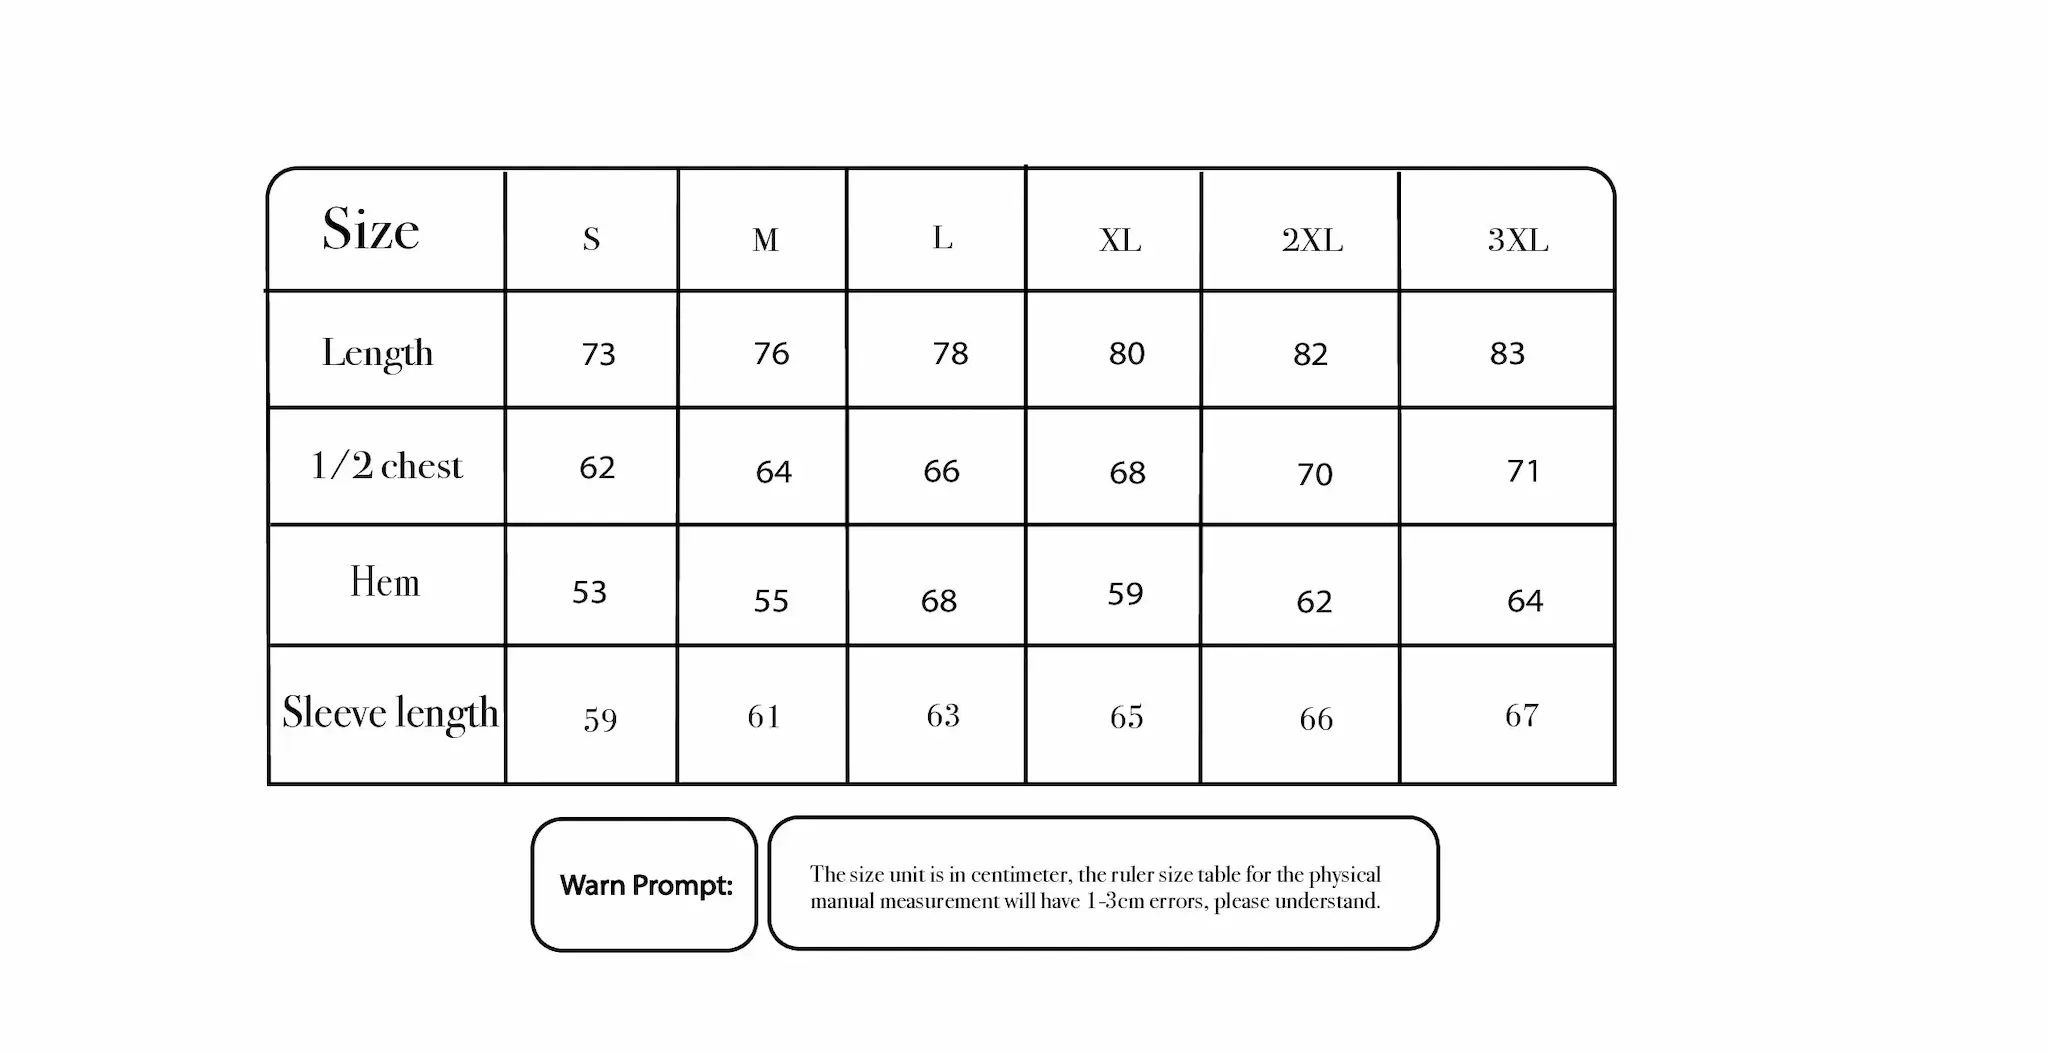 Size S M L XL 2XL 3XL
Length 73 76 78 80 82 83
1/2 chest 62 64 66 68 70 71
Hem 53 55 68 59 62 64
Sleeve length 59 61 63 65 66 67
Warn Prompt:
The size unit is in centimeter, the ruler size table for the physical
manual measurement will have 1-3cm errors, please understand.